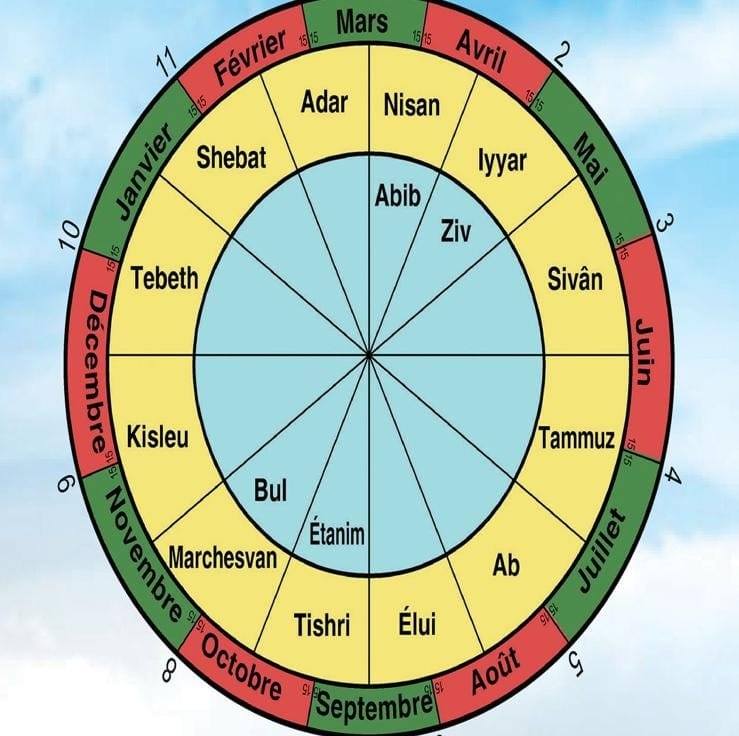 Mars
15 15
Avril
2
15 15
Mai
3
15 15
Juin
15 15
4
Juillet
15 15
5
Août
15 15
Septembre
15 15
Octobre
8
15 15
Novembre
9
15 15
Décembre
10
15 15
Janvier
11
15 15
Février
15 15
Nisan
Iyyar
Sivân
Tammuz
Ab
Élui
Tishri
Marchesvan
Kisleu
Tebeth
Shebat
Adar
Abib
Ziv
Étanim
Bul